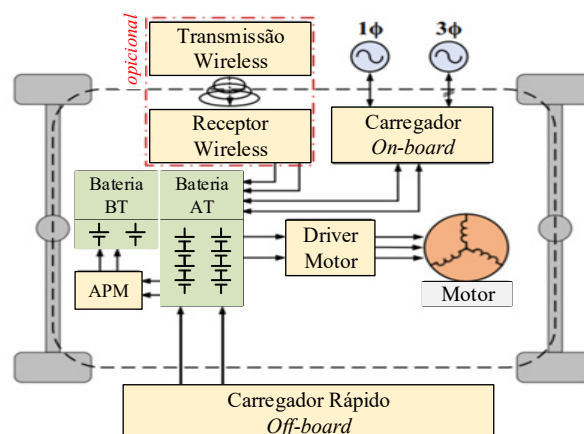 opicional
Transmissão
Wireless
1ϕ
3ϕ
Receptor
Wireless
Carregador
On-board
Bateria
BT
Bateria
AT
Driver
Motor
APM
Motor
Carregador Rápido
Off-board